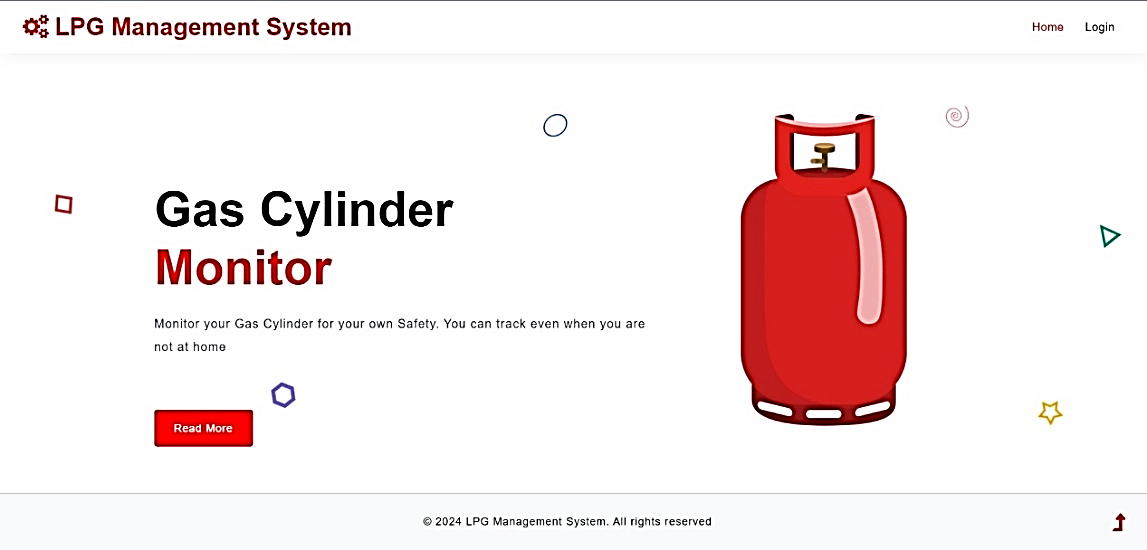 LPG Management System
Home Login
Gas Cylinder
Monitor
Monitor your Gas Cylinder for your own Safety. You can track even when you are
not at home
Read More
© 2024 LPG Management System. All rights reserved